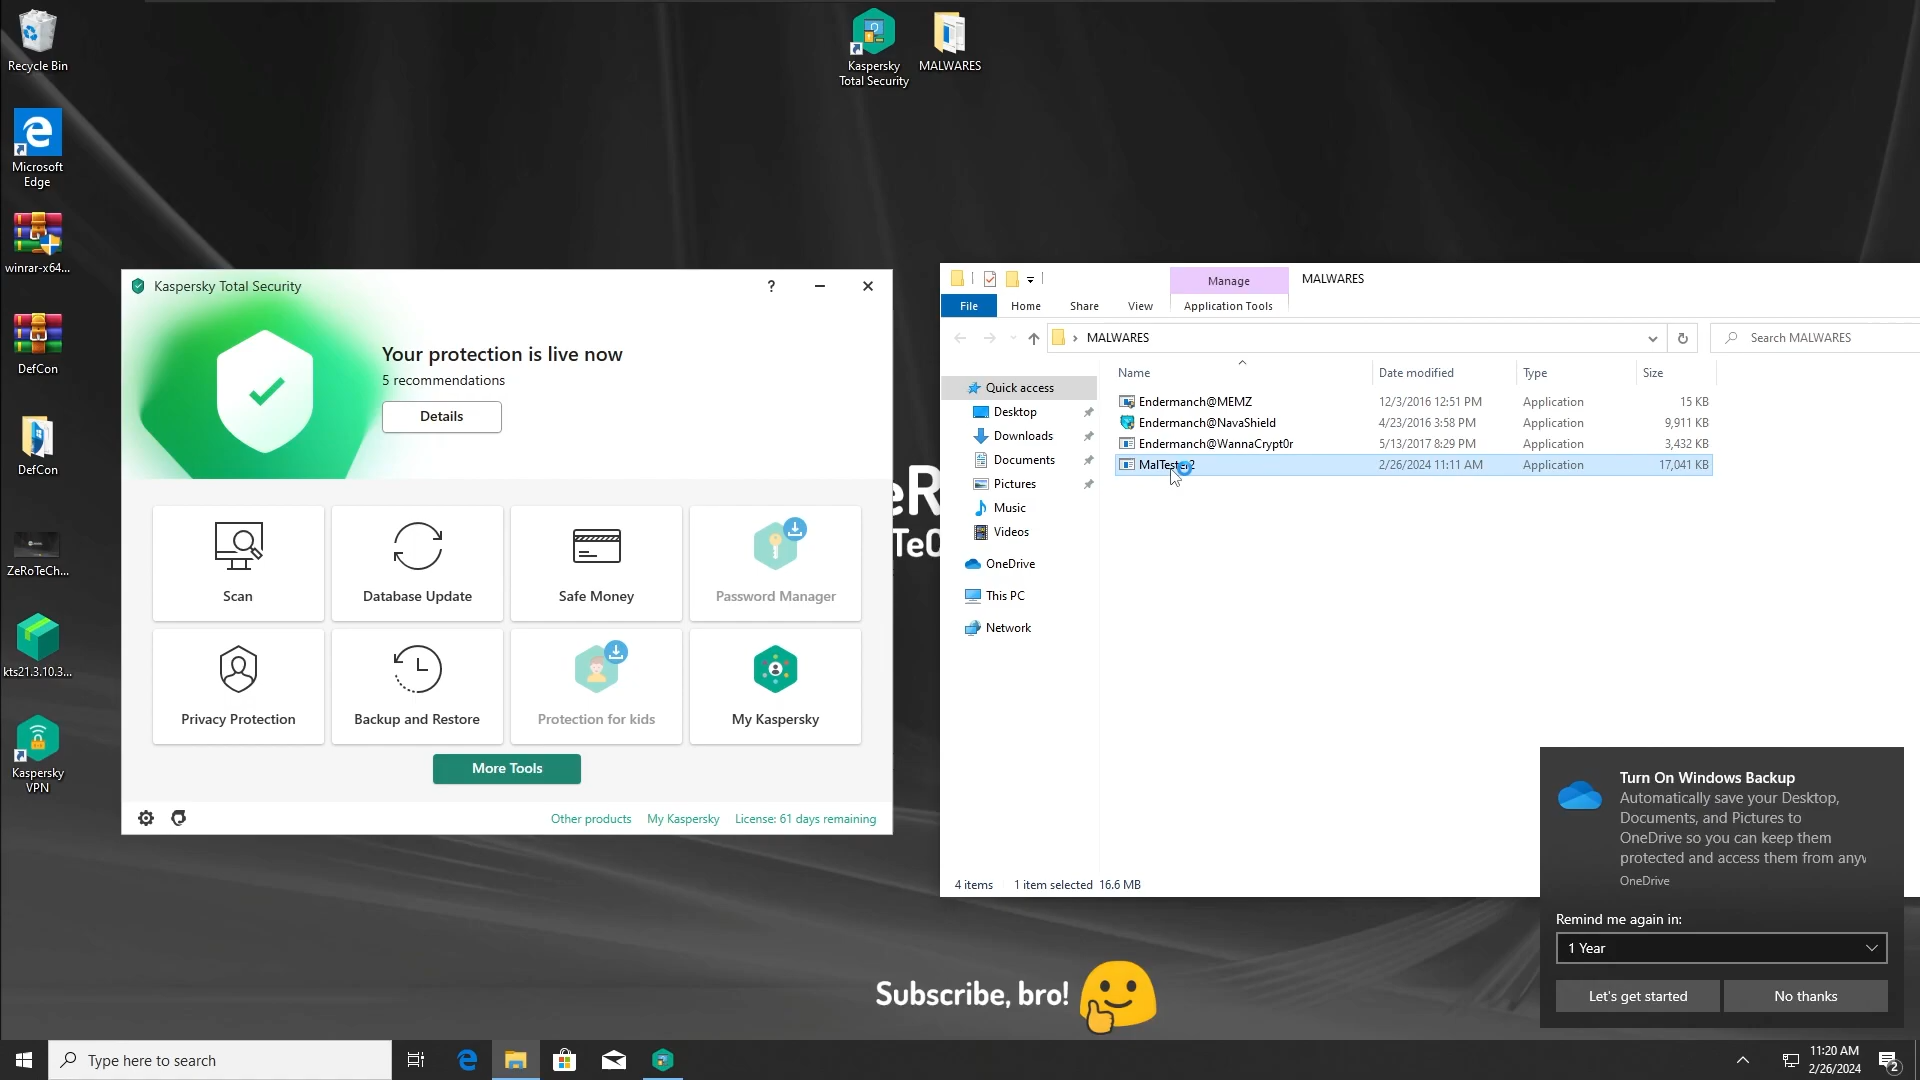 Recycle Bin
Microsoft
Edge
winrar-x64...
DefCon
DefCon
ZeRoTeCh...
kts21.3.10.3...
Kaspersky
VPN
Kaspersky
Total Security
MALWARES
Kaspersky Total Security
?
Your protection is live now
5 recommendations
Details
Scan
Database Update
Safe Money
Password Manager
Privacy Protection
Backup and Restore
Protection for kids
My Kaspersky
More Tools
Other products
My Kaspersky
License: 61 days remaining
Manage
MALWARES
File
Home
Share
View
Application Tools
MALWARES
Search MALWARES
Name
Date modified
Type
Size
Quick access
Desktop
Downloads
Documents
Pictures
Music
Videos
OneDrive
This PC
Network
Endermanch@MEMZ 12/3/2016 12:51 PM Application 15 KB
Endermanch@NavaShield 4/23/2016 3:58 PM Application 9,911 KB
Endermanch@WannaCrypt0r 5/13/2017 8:29 PM Application 3,432 KB
MalTester2 2/26/2024 11:11 AM Application 17,041 KB
4 items 1 item selected 16.6 MB
Turn On Windows Backup
Automatically save your Desktop,
Documents, and Pictures to
OneDrive so you can keep them
protected and access them from
OneDrive
Remind me again in:
1 Year
Let's get started
No thanks
Subscribe, bro!
Type here to search
11:20 AM
2/26/2024
2